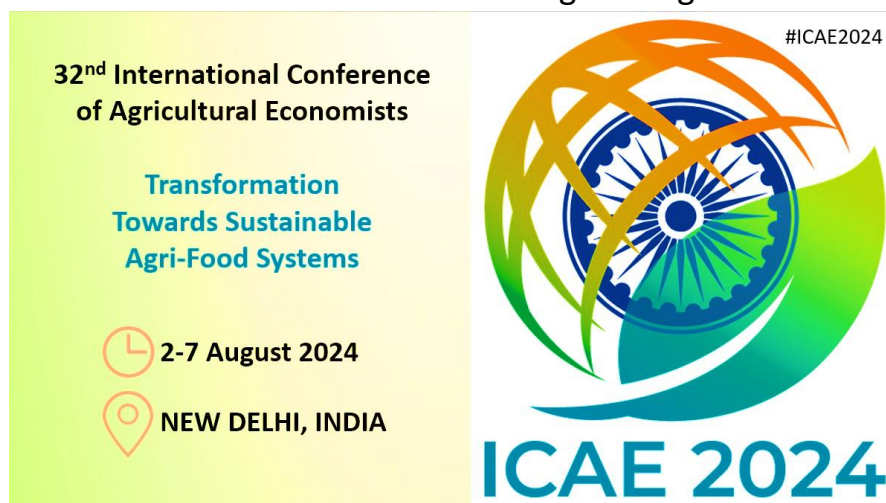 32nd International Conference
of Agricultural Economists
Transformation
Towards Sustainable
Agri-Food Systems
2-7 August 2024
NEW DELHI, INDIA
#ICAE2024
ICAE 2024